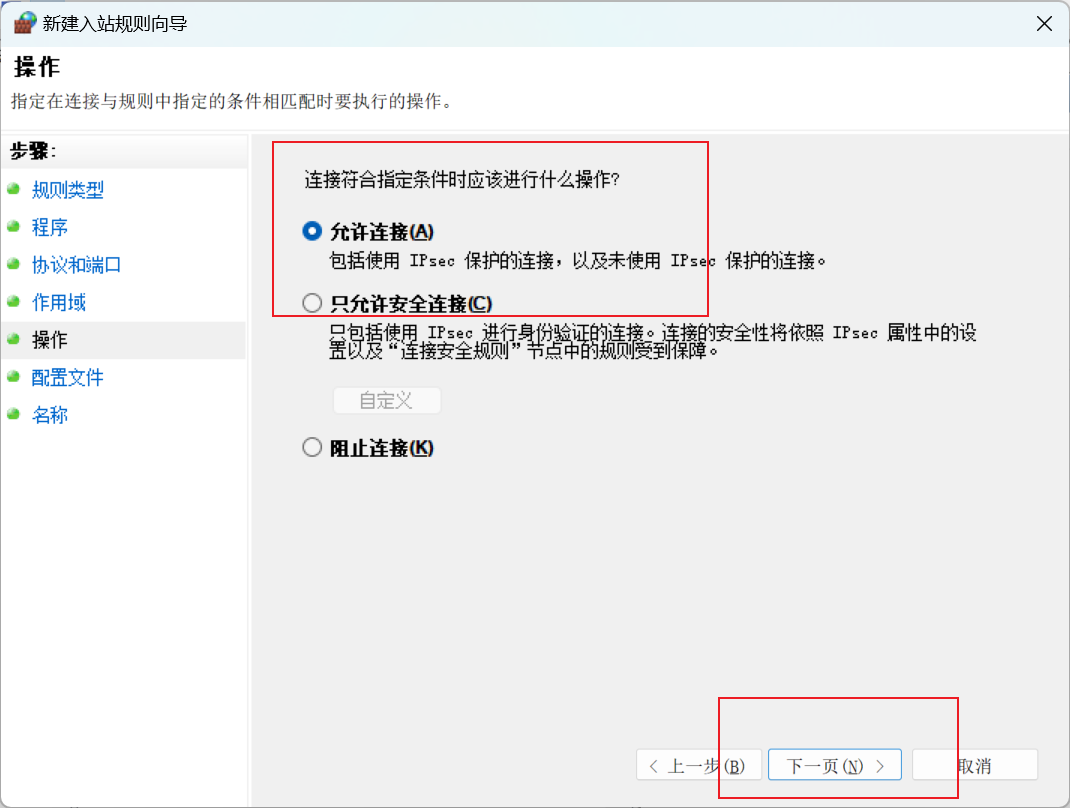 新建入站规则向导
操作
指定在连接与规则中指定的条件相匹配时要执行的操作。
步骤:
规则类型
程序
协议和端口
作用域
操作
配置文件
名称
连接符合指定条件时应该进行什么操作?
允许连接(A)
包括使用 IPsec 保护的连接，以及未使用 IPsec 保护的连接。
只允许安全连接(C)
只包括使用 IPsec 进行身份验证的连接。连接的安全性将依照 IPsec 属性中的设
置以及“连接安全规则”节点中的规则受到保障。
自定义
阻止连接(K)
< 上一步(B) 下一页(N) > 取消